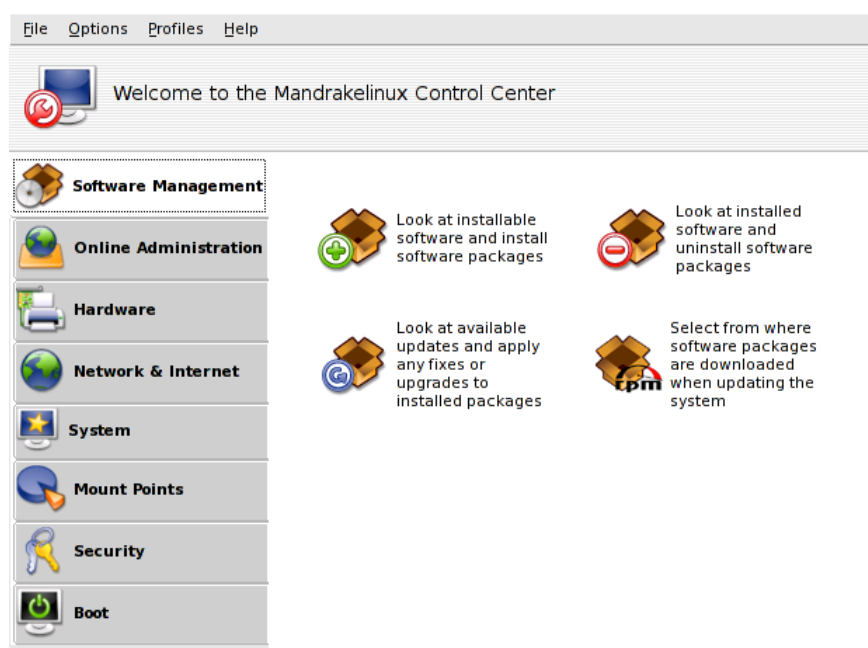 File Options Profiles Help
Welcome to the Mandrakelinux Control Center
Software Management
Online Administration
Hardware
Network & Internet
System
Mount Points
Security
Boot
Look at installable
software and install
software packages
Look at installed
software and
uninstall software
packages
Look at available
updates and apply
any fixes or
upgrades to
installed packages
Select from where
software packages
are downloaded
when updating the
system
rpm